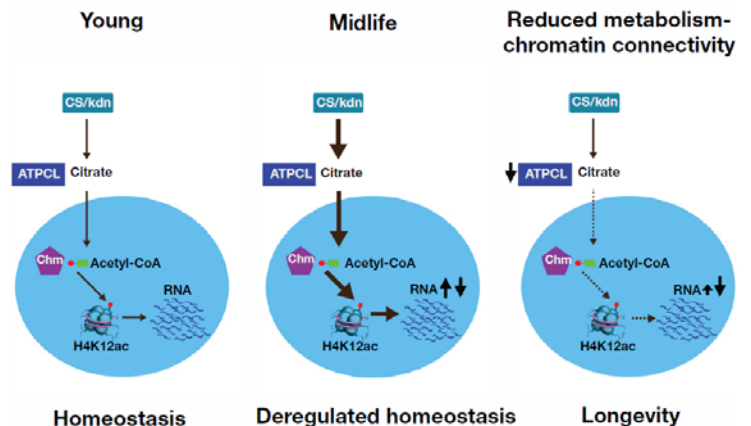 Young
Midlife
Reduced metabolism-
chromatin connectivity
CS/kdn
ATPCL Citrate
Chm Acetyl-CoA
RNA
H4K12ac
Homeostasis
CS/kdn
ATPCL Citrate
Chm Acetyl-CoA
RNA
H4K12ac
Deregulated homeostasis
CS/kdn
ATPCL Citrate
Chm Acetyl-CoA
RNA
H4K12ac
Longevity